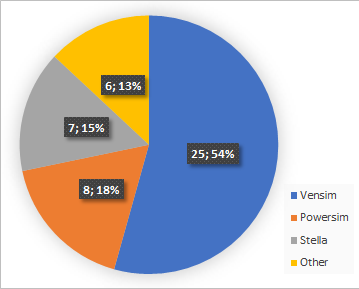 6; 13%
7; 15%
25; 54%
8; 18%
Vensim
Powersim
Stella
Other